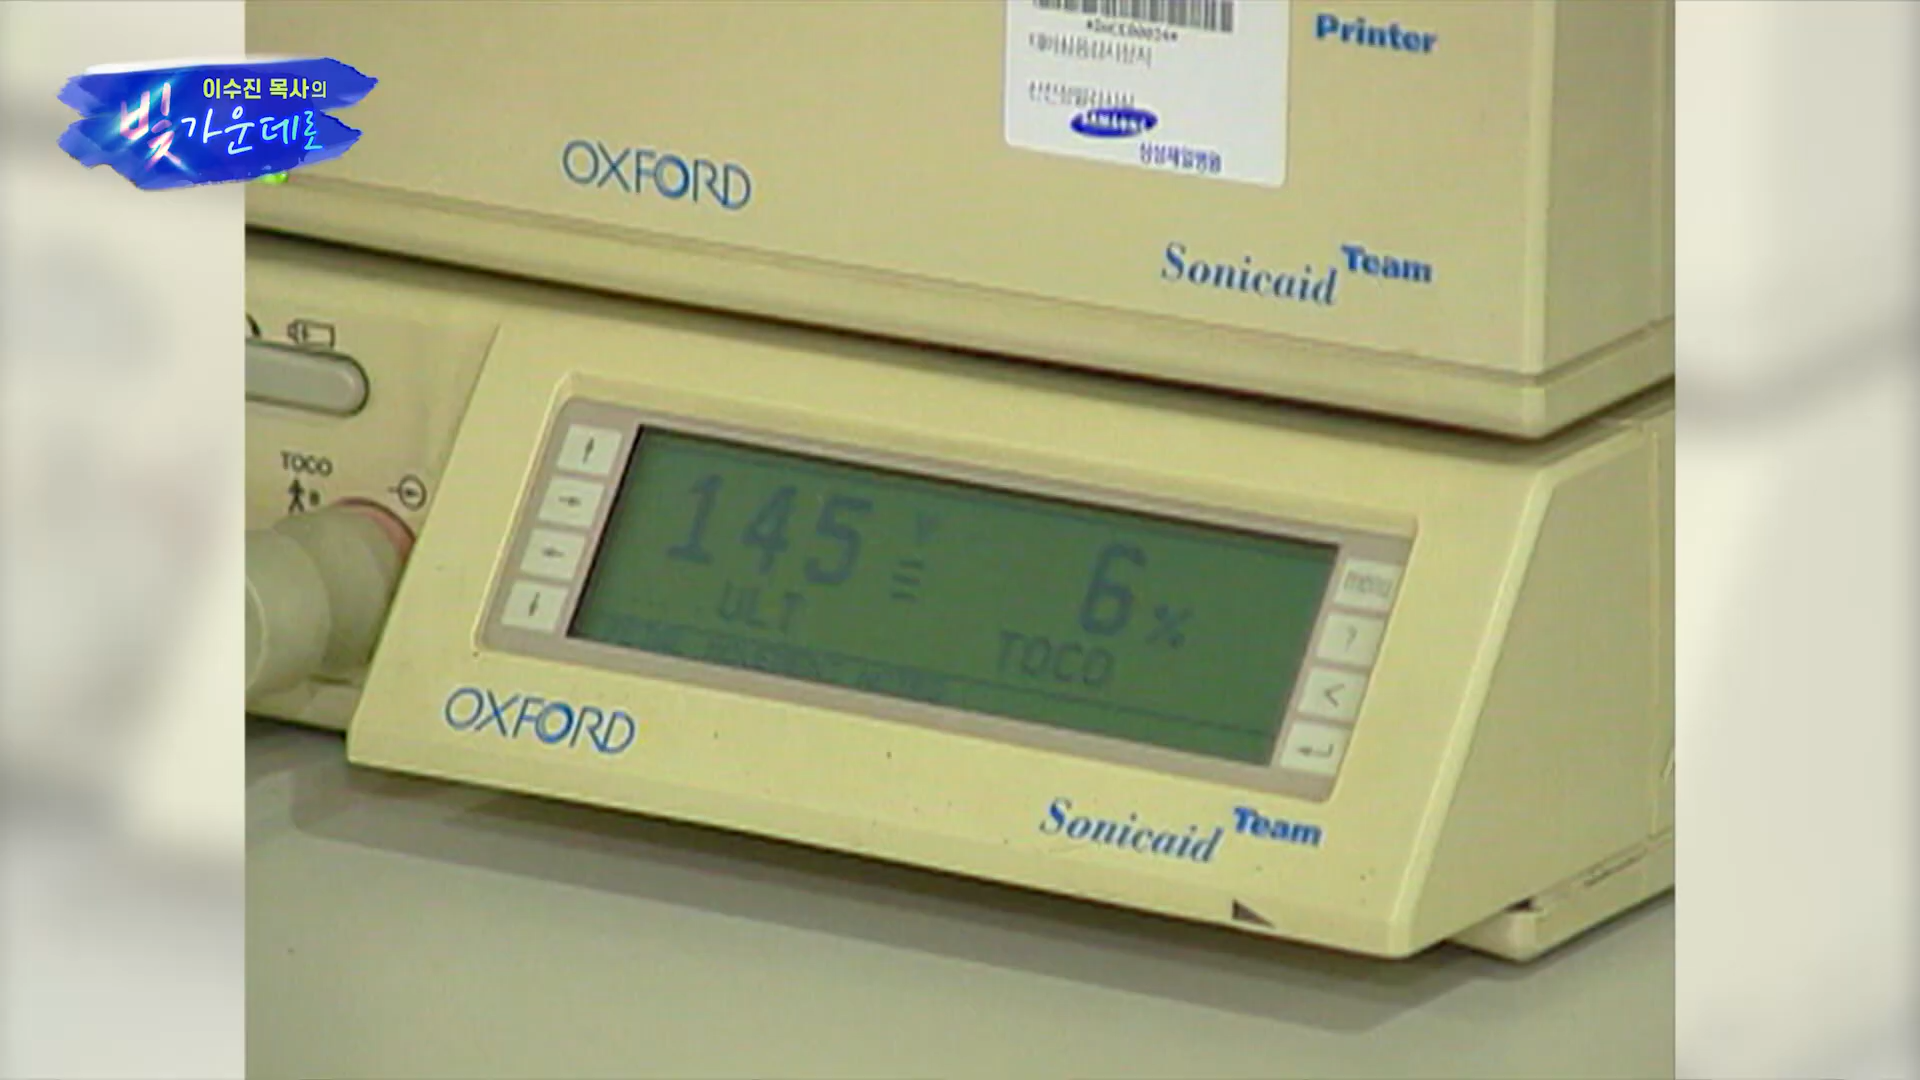 이수진 목사의
빛 가운데로
Printer
SAMSUNG
삼성제일병원
OXFORD
Sonicaid Team
TOCO
145
6%
ULT
TOCO
menu
?
<
OXFORD
Sonicaid Team